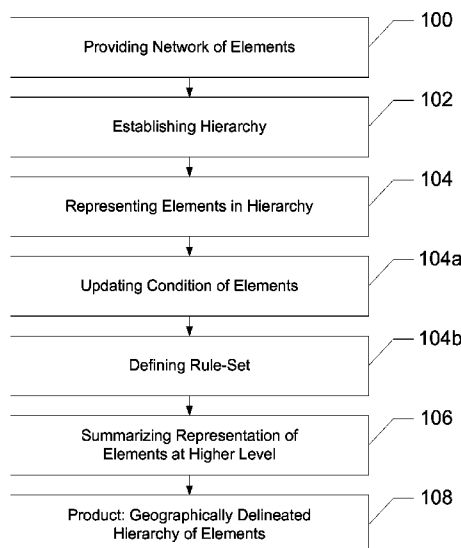 100
Providing Network of Elements
102
Establishing Hierarchy
104
Representing Elements in Hierarchy
104a
Updating Condition of Elements
104b
Defining Rule-Set
106
Summarizing Representation of
Elements at Higher Level
108
Product: Geographically Delineated
Hierarchy of Elements